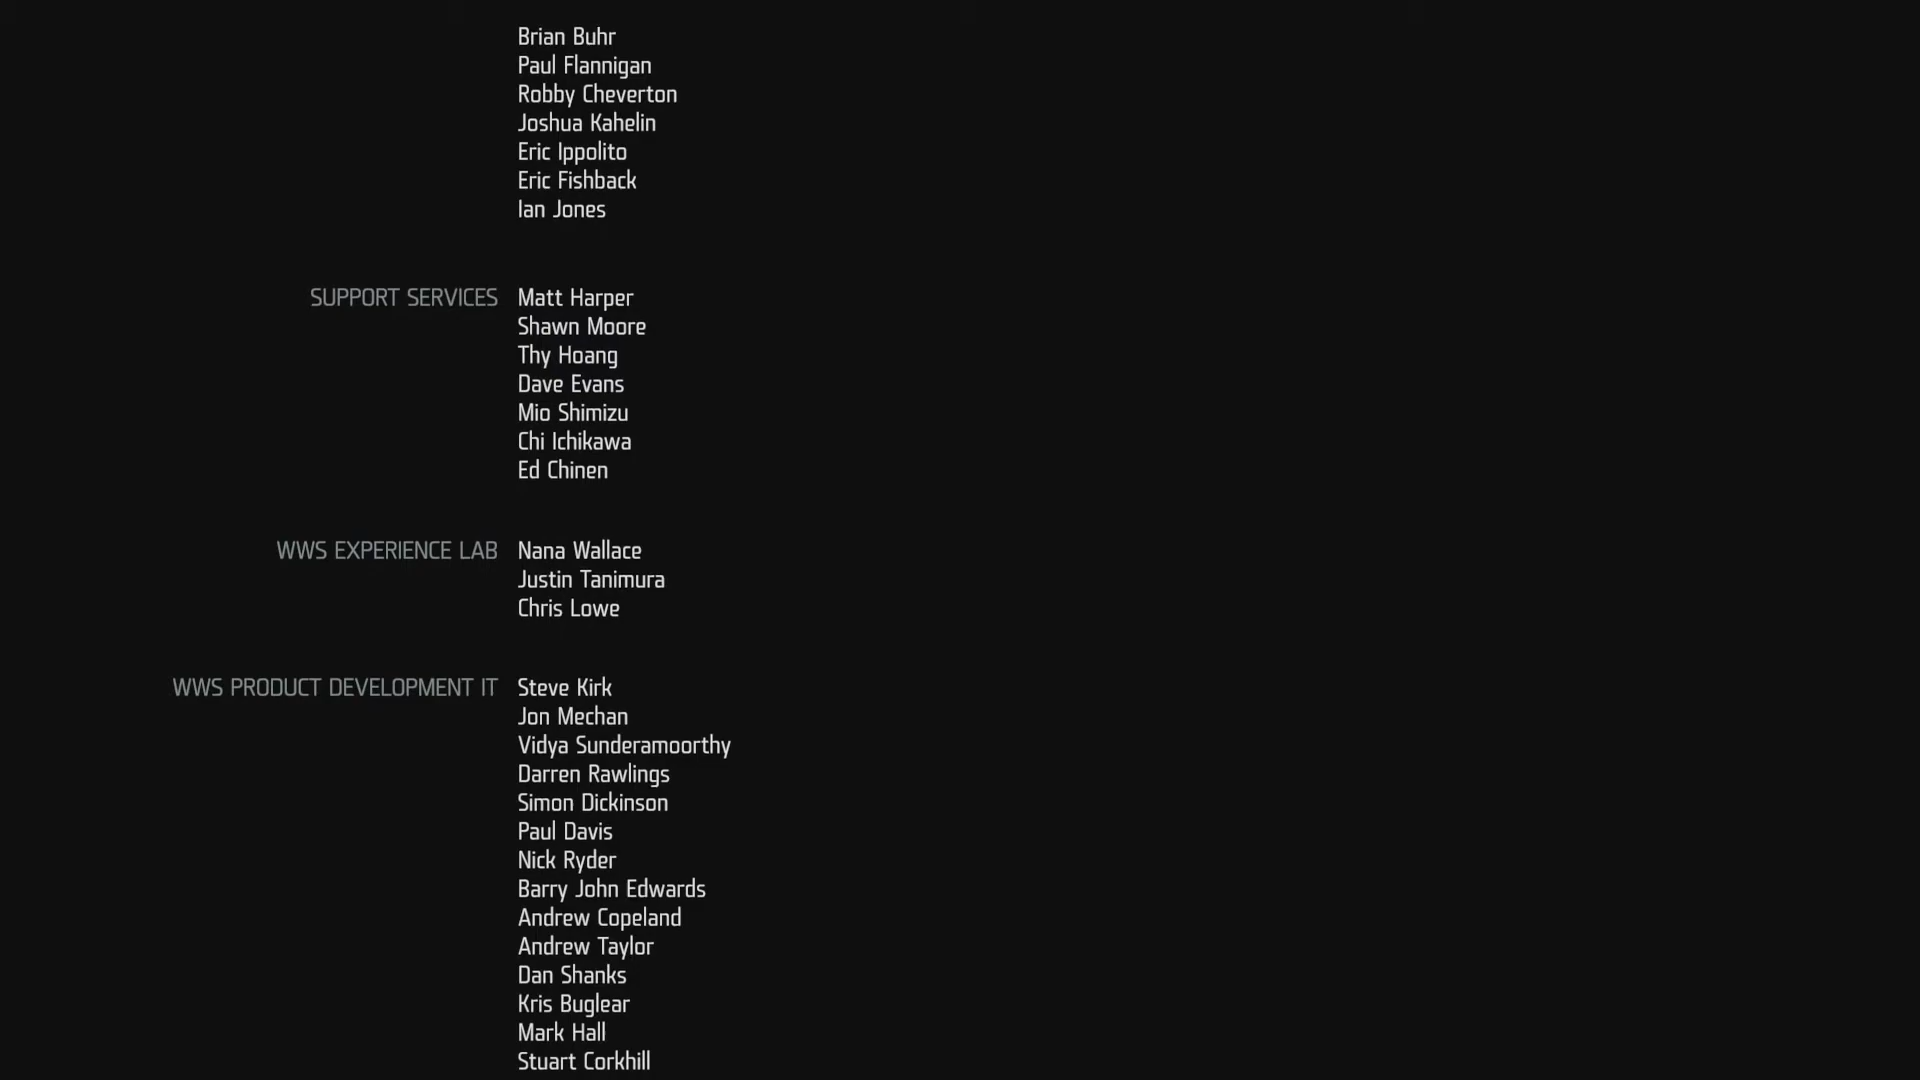 Brian Buhr
Paul Flannigan
Robby Cheverton
Joshua Kahelin
Eric Ippolito
Eric Fishback
Ian Jones
SUPPORT SERVICES Matt Harper
Shawn Moore
Thy Hoang
Dave Evans
Mio Shimizu
Chi Ichikawa
Ed Chinen
WWS EXPERIENCE LAB Nana Wallace
Justin Tanimura
Chris Lowe
WWS PRODUCT DEVELOPMENT IT Steve Kirk
Jon Mechan
Vidya Sunderamoorthy
Darren Rawlings
Simon Dickinson
Paul Davis
Nick Ryder
Barry John Edwards
Andrew Copeland
Andrew Taylor
Dan Shanks
Kris Buglear
Mark Hall
Stuart Corkhill